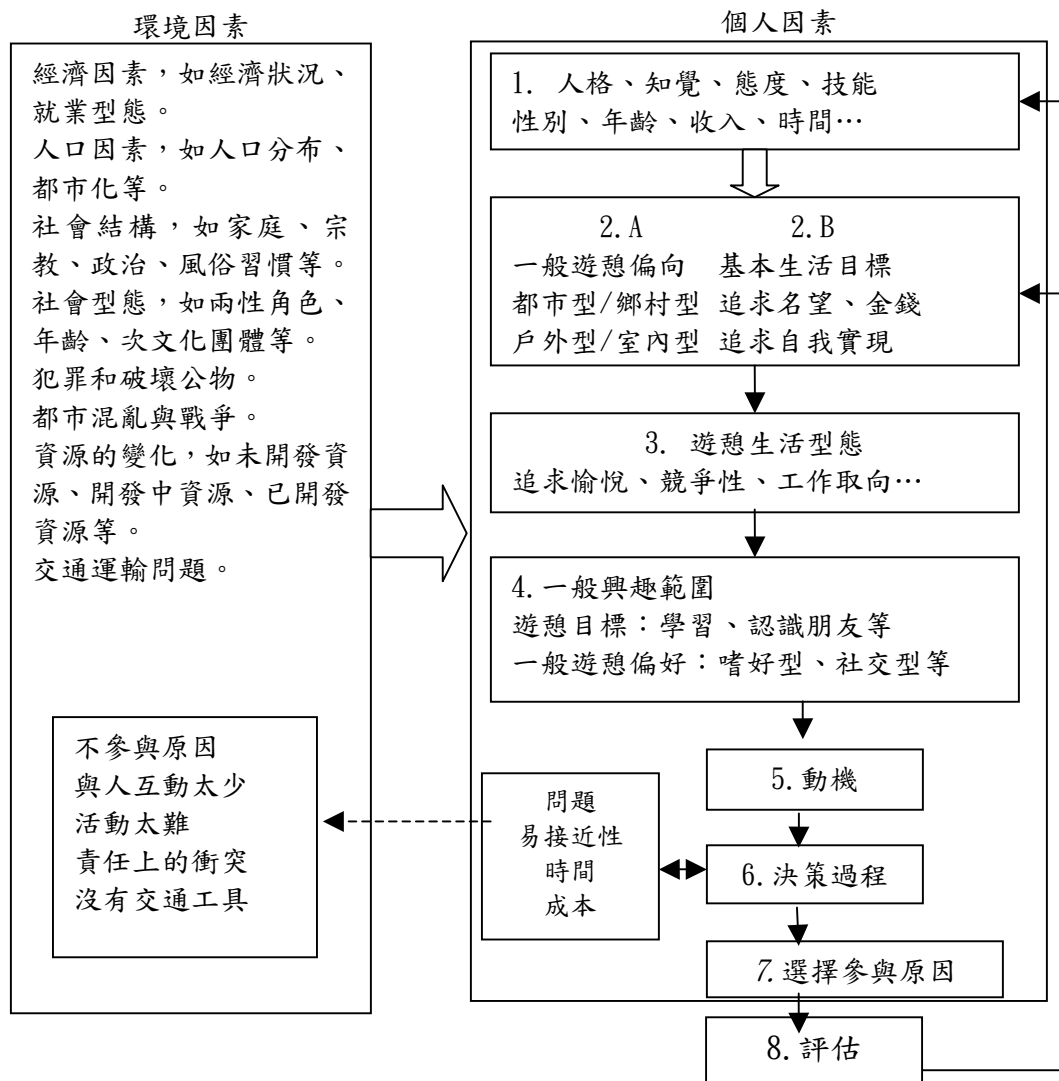 環境因素
經濟因素，如經濟狀況、
就業型態。
人口因素，如人口分布、
都市化等。
社會結構，如家庭、宗
教、政治、風俗習慣等。
社會型態，如兩性角色、
年齡、次文化團體等。
犯罪和破壞公物。
都市混亂與戰爭。
資源的變化，如未開發資
源、開發中資源、已開發
資源等。
交通運輸問題。
不參與原因
與人互動太少
活動太難
責任上的衝突
沒有交通工具
個人因素
1. 人格、知覺、態度、技能
性別、年齡、收入、時間…
2.A 2.B
一般遊憩偏向 基本生活目標
都市型/鄉村型 追求名望、金錢
戶外型/室內型 追求自我實現
3. 遊憩生活型態
追求愉悅、競爭性、工作取向…
4.一般興趣範圍
遊憩目標：學習、認識朋友等
一般遊憩偏好：嗜好型、社交型等
5.動機
問題
易接近性
時間
成本
6.決策過程
7.選擇參與原因
8.評估